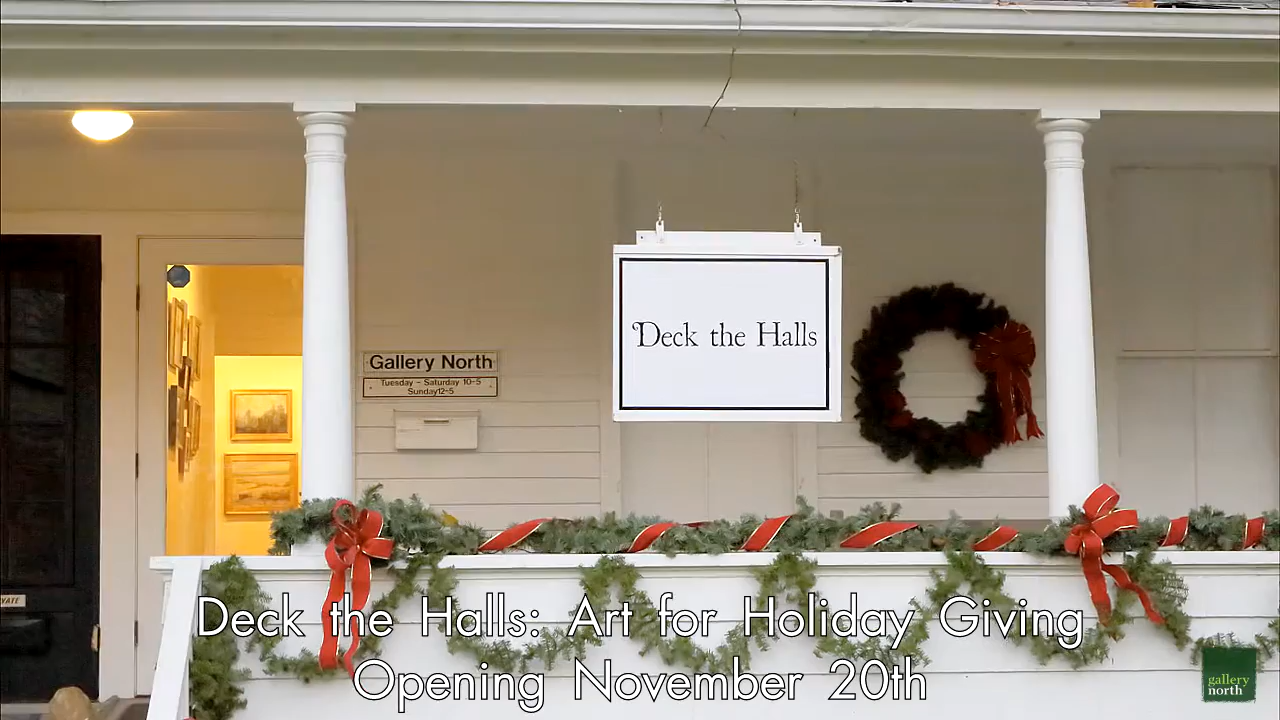 Deck the Halls
Gallery North
Tuesday - Saturday 10-5
Sunday12-5
VATE
Deck the Halls: Art for Holiday Giving
Opening November 20th
gallery
north